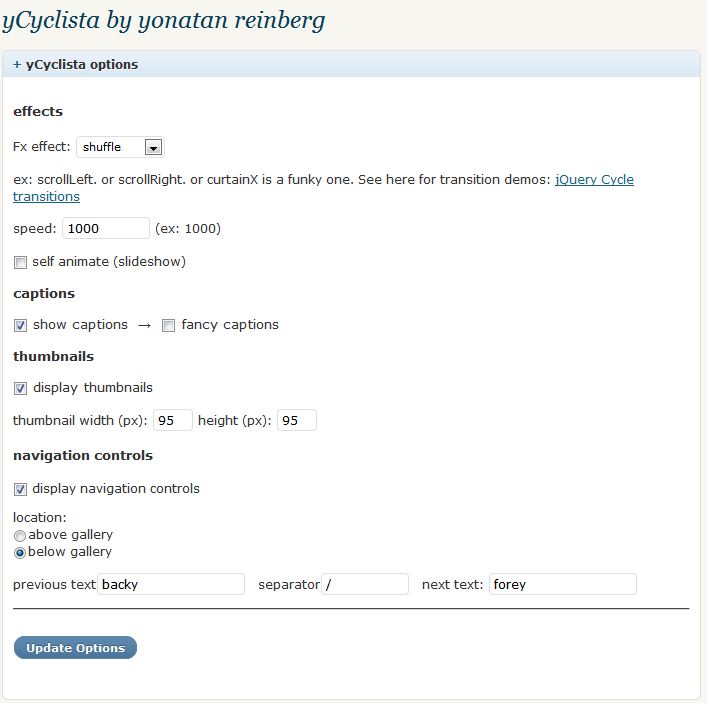 yCyclista by yonatan reinberg
+ yCyclista options
effects
Fx effect: shuffle
ex: scrollLeft. or scrollRight. or curtainX is a funky one. See here for transition demos: jQuery Cycle
transitions
speed: 1000 (ex: 1000)
self animate (slideshow)
captions
show captions → fancy captions
thumbnails
display thumbnails
thumbnail width (px): 95 height (px): 95
navigation controls
display navigation controls
location:
above gallery
below gallery
previous text backy separator / next text: forey
Update Options